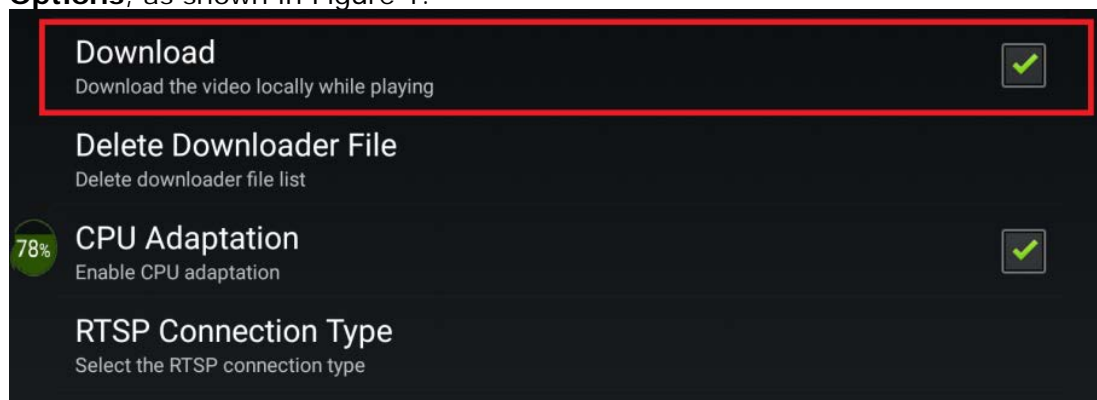 Options, as shown in Figure 1.
Download
Download the video locally while playing
Delete Downloader File
Delete downloader file list
78% CPU Adaptation
Enable CPU adaptation
RTSP Connection Type
Select the RTSP connection type